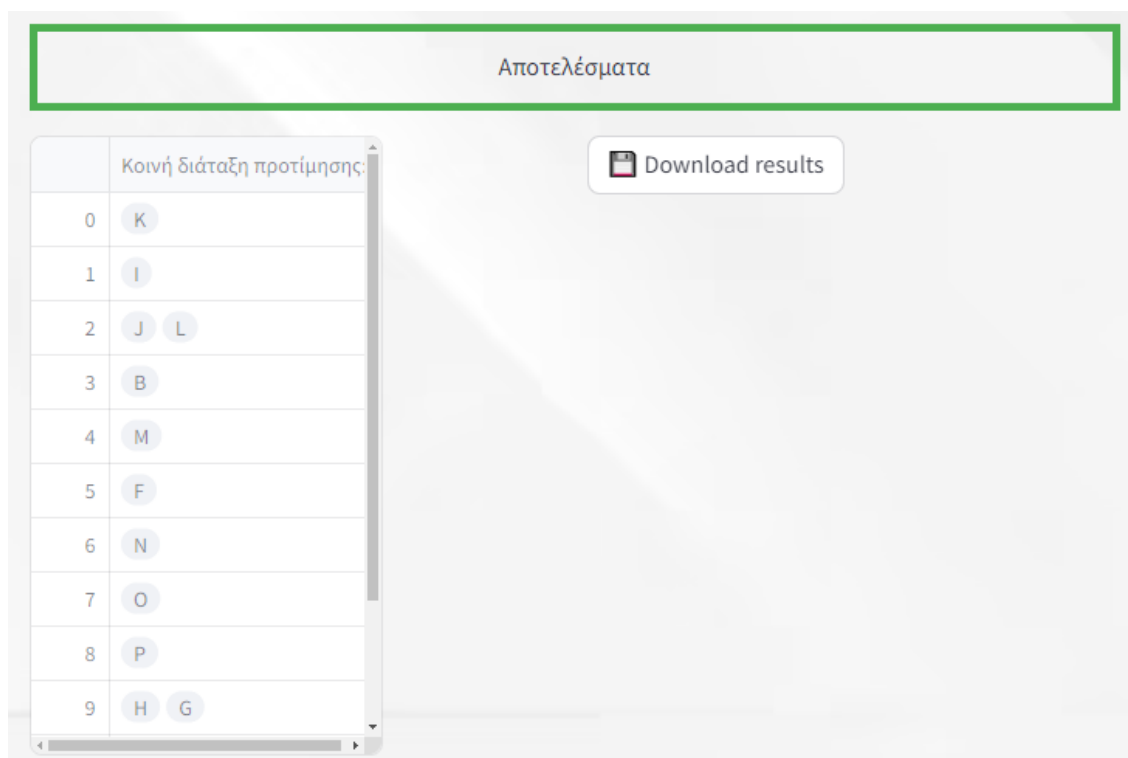 Αποτελέσματα
Κοινή διάταξη προτίμησης:
💾 Download results
0 K
1 I
2 J L
3 B
4 M
5 F
6 N
7 O
8 P
9 H G